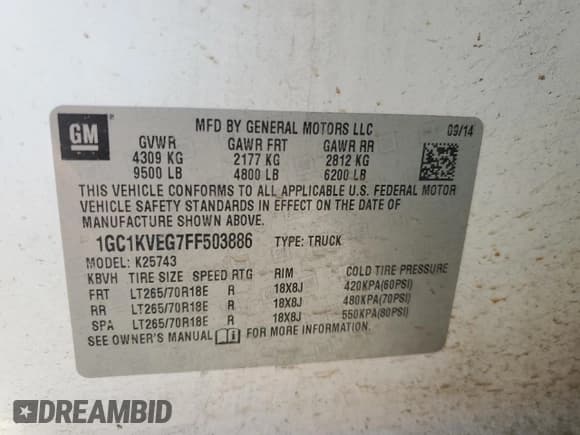 GM
MFD BY GENERAL MOTORS LLC 09/14
GVWR GAWR FRT GAWR RR
4309 KG 2177 KG 2812 KG
9500 LB 4800 LB 6200 LB
THIS VEHICLE CONFORMS TO ALL APPLICABLE U.S. FEDERAL MOTOR
VEHICLE SAFETY STANDARDS IN EFFECT ON THE DATE OF
MANUFACTURE SHOWN ABOVE.
1GC1KVEG7FF503886 TYPE: TRUCK
MODEL: K25743
KBVH TIRE SIZE SPEED RTG RIM COLD TIRE PRESSURE
FRT LT265/70R18E R 18X8J 420KPA(60PSI)
RR LT265/70R18E R 18X8J 480KPA(70PSI)
SPA LT265/70R18E R 18X8J 550KPA(80PSI)
SEE OWNER'S MANUAL FOR MORE INFORMATION.
DREAMBID